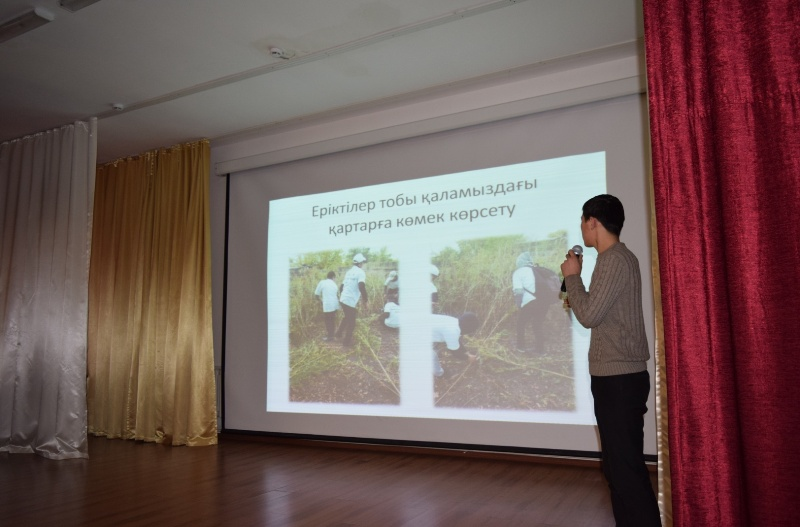 Еріктілер тобы қаламыздағы
қартарға көмек көрсету